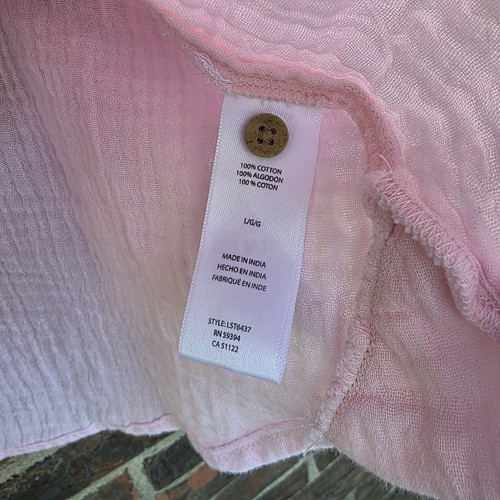 100% COTTON
100% ALGODÓN
100 % COTON
L/G/G
MADE IN INDIA
HECHO EN INDIA
FABRIQUÉ EN INDE
STYLE: LST6437
RN 59394
CA 51122